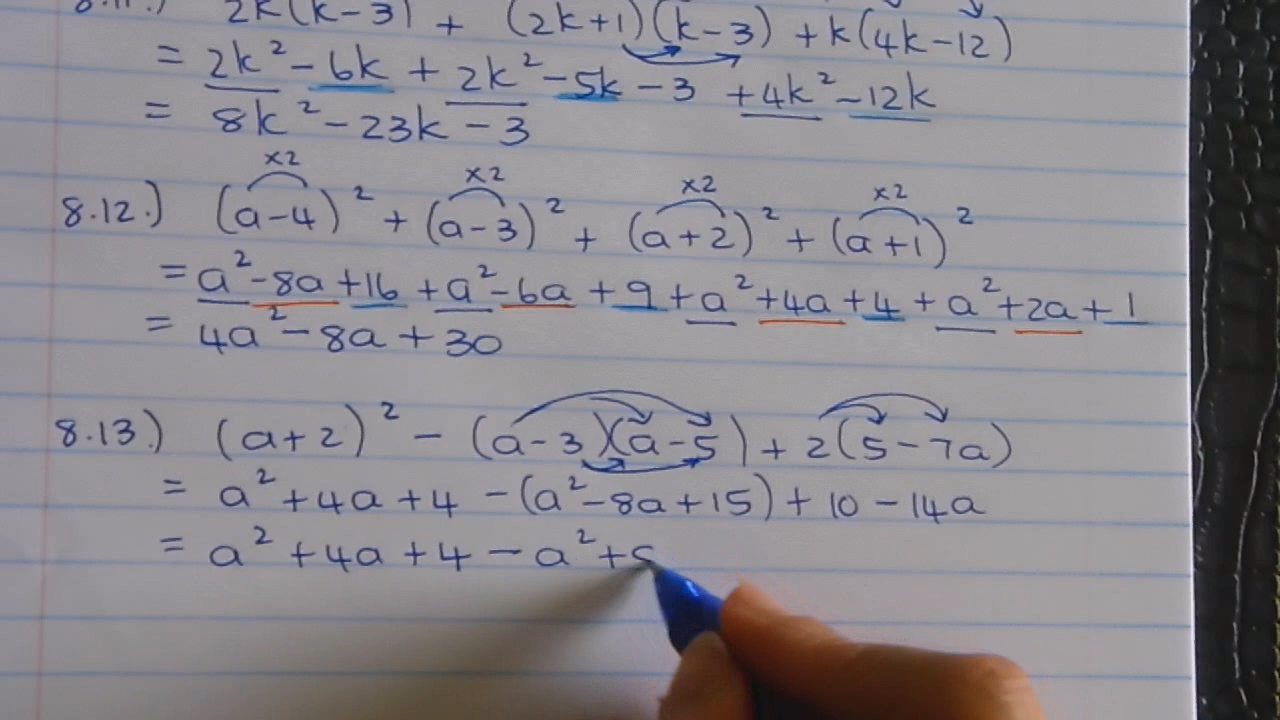 8.11.) 2k(k-3) + (2k+1)(k-3) + k(4k-12)
= 2k² - 6k + 2k² - 5k - 3 + 4k² - 12k
= 8k² - 23k - 3
x2 x2 x2 x2
8.12.) (a-4)² + (a-3)² + (a+2)² + (a+1)²
= a² - 8a + 16 + a² - 6a + 9 + a² + 4a + 4 + a² + 2a + 1
= 4a² - 8a + 30
8.13.) (a+2)² - (a-3)(a-5) + 2(5-7a)
= a² + 4a + 4 - (a² - 8a + 15) + 10 - 14a
= a² + 4a + 4 - a² +